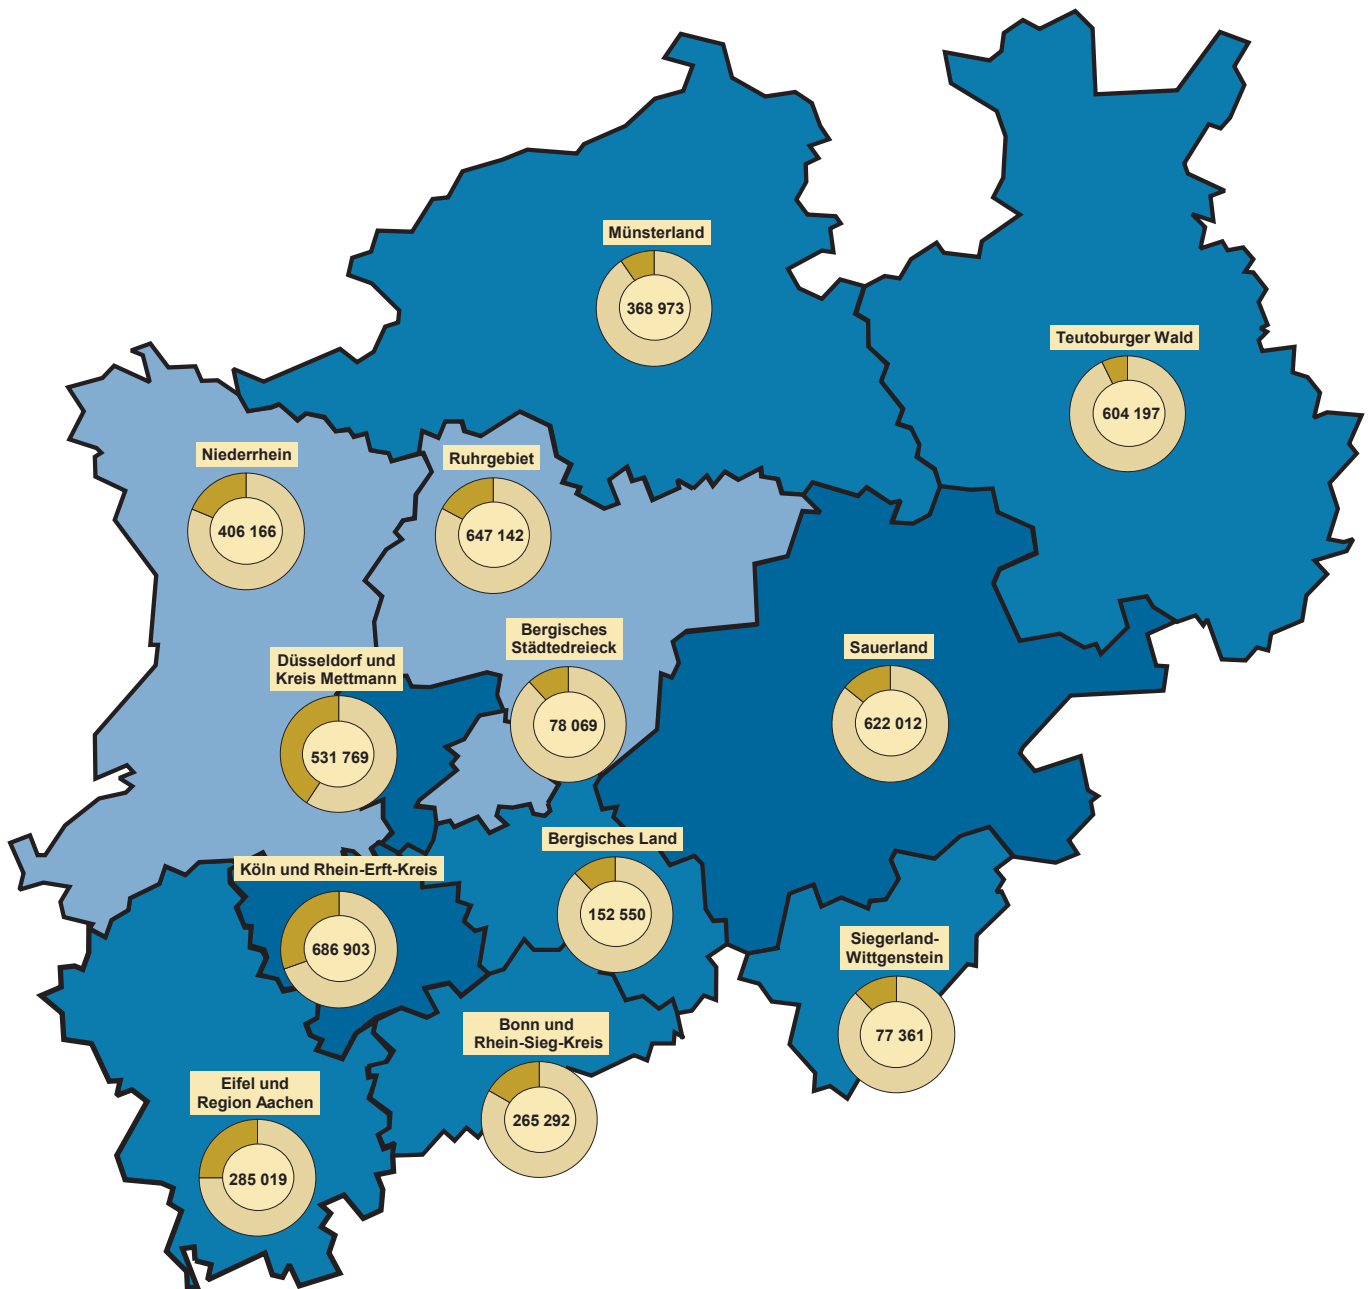 Münsterland
368 973
Teutoburger Wald
604 197
Niederrhein
406 166
Ruhrgebiet
647 142
Bergisches
Städtedreieck
78 069
Sauerland
622 012
Düsseldorf und
Kreis Mettmann
531 769
Bergisches Land
152 550
Köln und Rhein-Erft-Kreis
686 903
Siegerland-
Wittgenstein
77 361
Bonn und
Rhein-Sieg-Kreis
265 292
Eifel und
Region Aachen
285 019